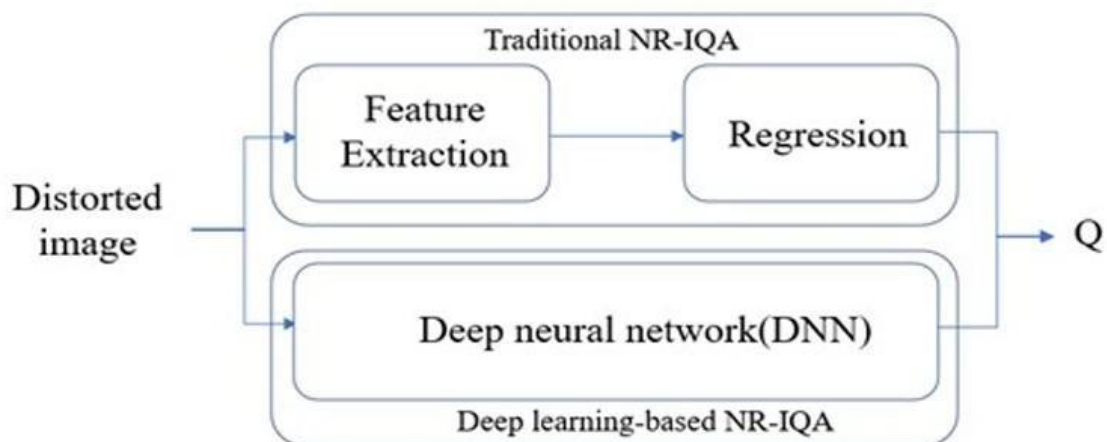 Traditional NR-IQA
Feature
Extraction
Regression
Distorted
image
Q
Deep neural network(DNN)
Deep learning-based NR-IQA